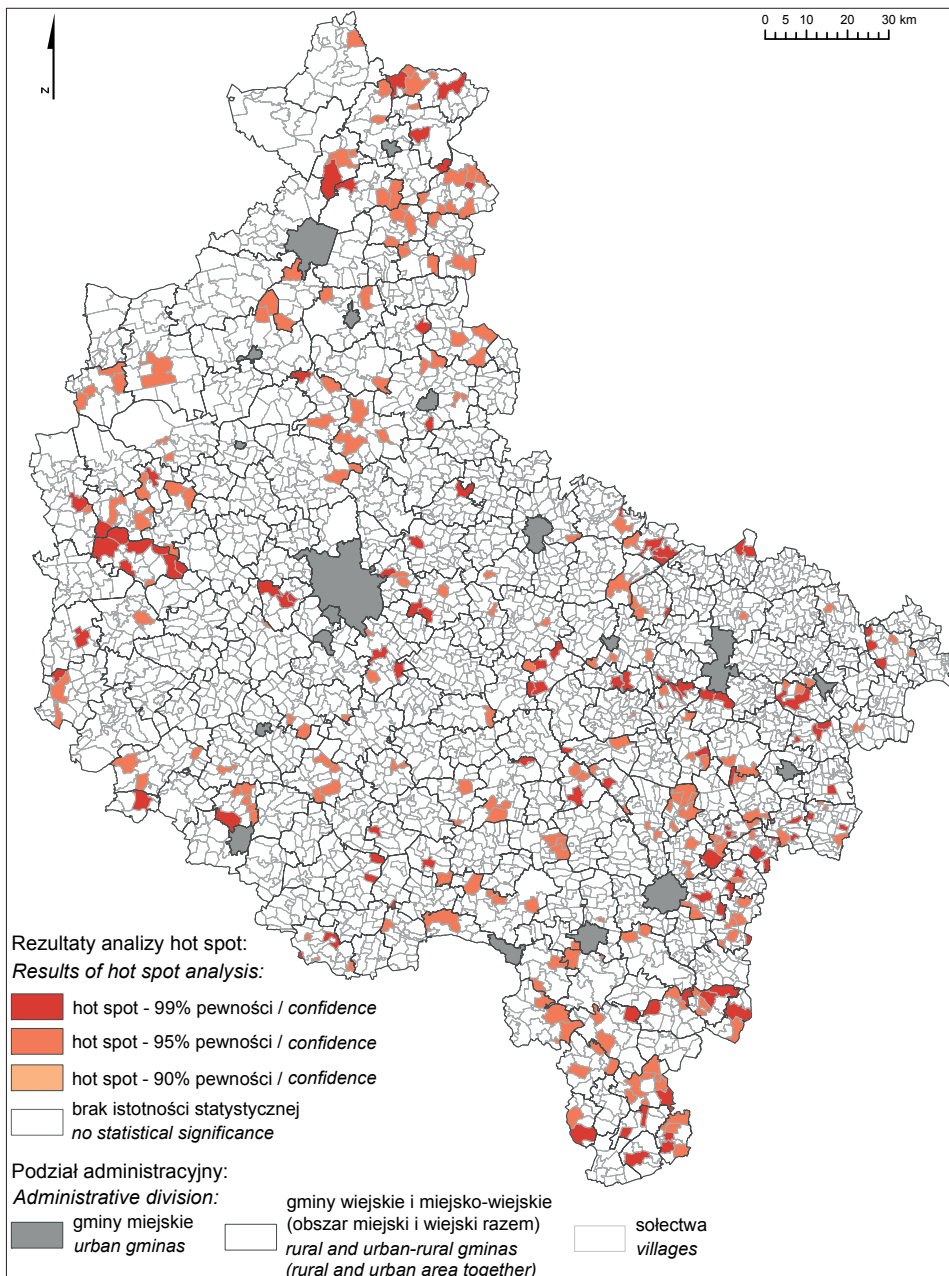 0 5 10 20 30 km
N
Rezultaty analizy hot spot:
Results of hot spot analysis:
hot spot - 99% pewności / confidence
hot spot - 95% pewności / confidence
hot spot - 90% pewności / confidence
brak istotności statystycznej
no statistical significance
Podział administracyjny:
Administrative division:
gminy miejskie
urban gminas
gminy wiejskie i miejsko-wiejskie
(obszar miejski i wiejski razem)
rural and urban-rural gminas
(rural and urban area together)
sołectwa
villages